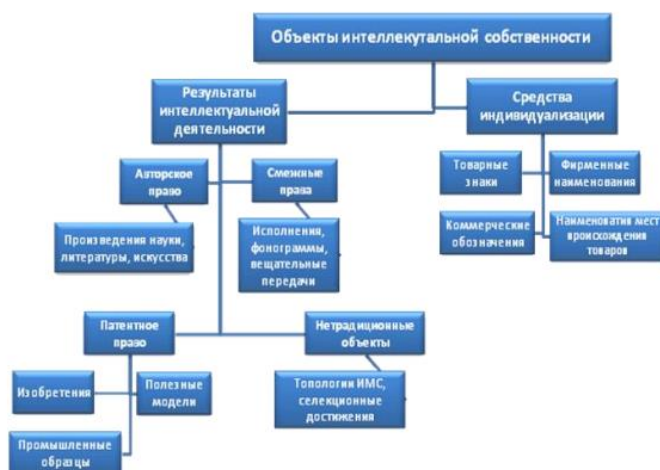 Объекты интеллекутальной собственности
Результаты
интеллектуальной
деятельности
Средства
индивидуализации
Авторское
право
Смежные
права
Товарные
знаки
Фирменные
наименования
Произведения науки,
литературы, искусства
Исполнения,
фонограммы,
вещательные
передачи
Коммерческие
обозначения
Наименоватия мест
происхождения
товаров
Патентное
право
Нетрадиционные
объекты
Изобретения
Полезные
модели
Топологии ИМС,
селекционные
достижения
Промышленные
образцы